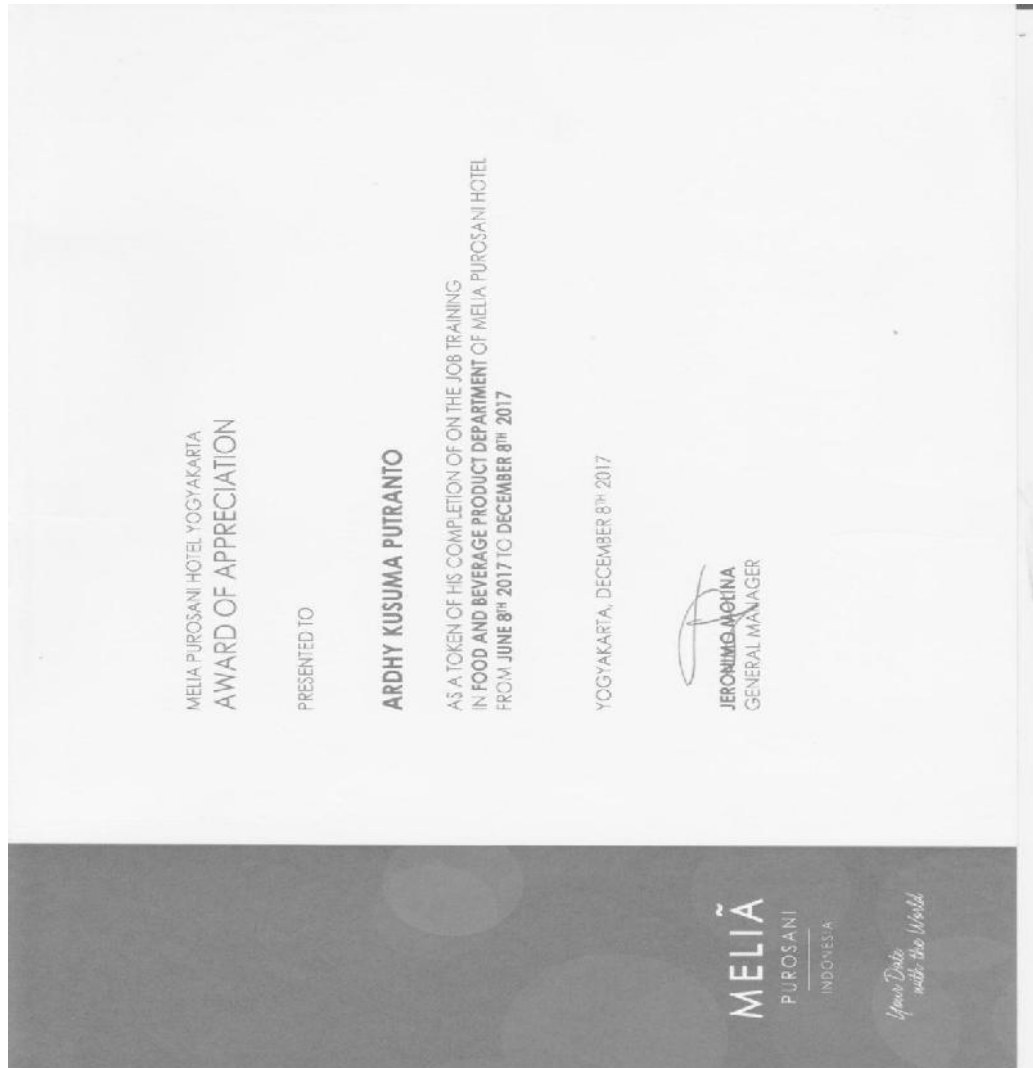 MELIA PUROSANI HOTEL YOGYAKARTA
AWARD OF APPRECIATION
PRESENTED TO
ARDHY KUSUMA PUTRANTO
AS A TOKEN OF HIS COMPLETION OF ON THE JOB TRAINING
IN FOOD AND BEVERAGE PRODUCT DEPARTMENT OF MELIA PUROSANI HOTEL
FROM JUNE 8TH 2017 TO DECEMBER 8TH 2017
YOGYAKARTA, DECEMBER 8TH 2017
JERONIMO MOLINA
GENERAL MANAGER
MELIÃ
PUROSANI
INDONESIA
Your Date
with the World